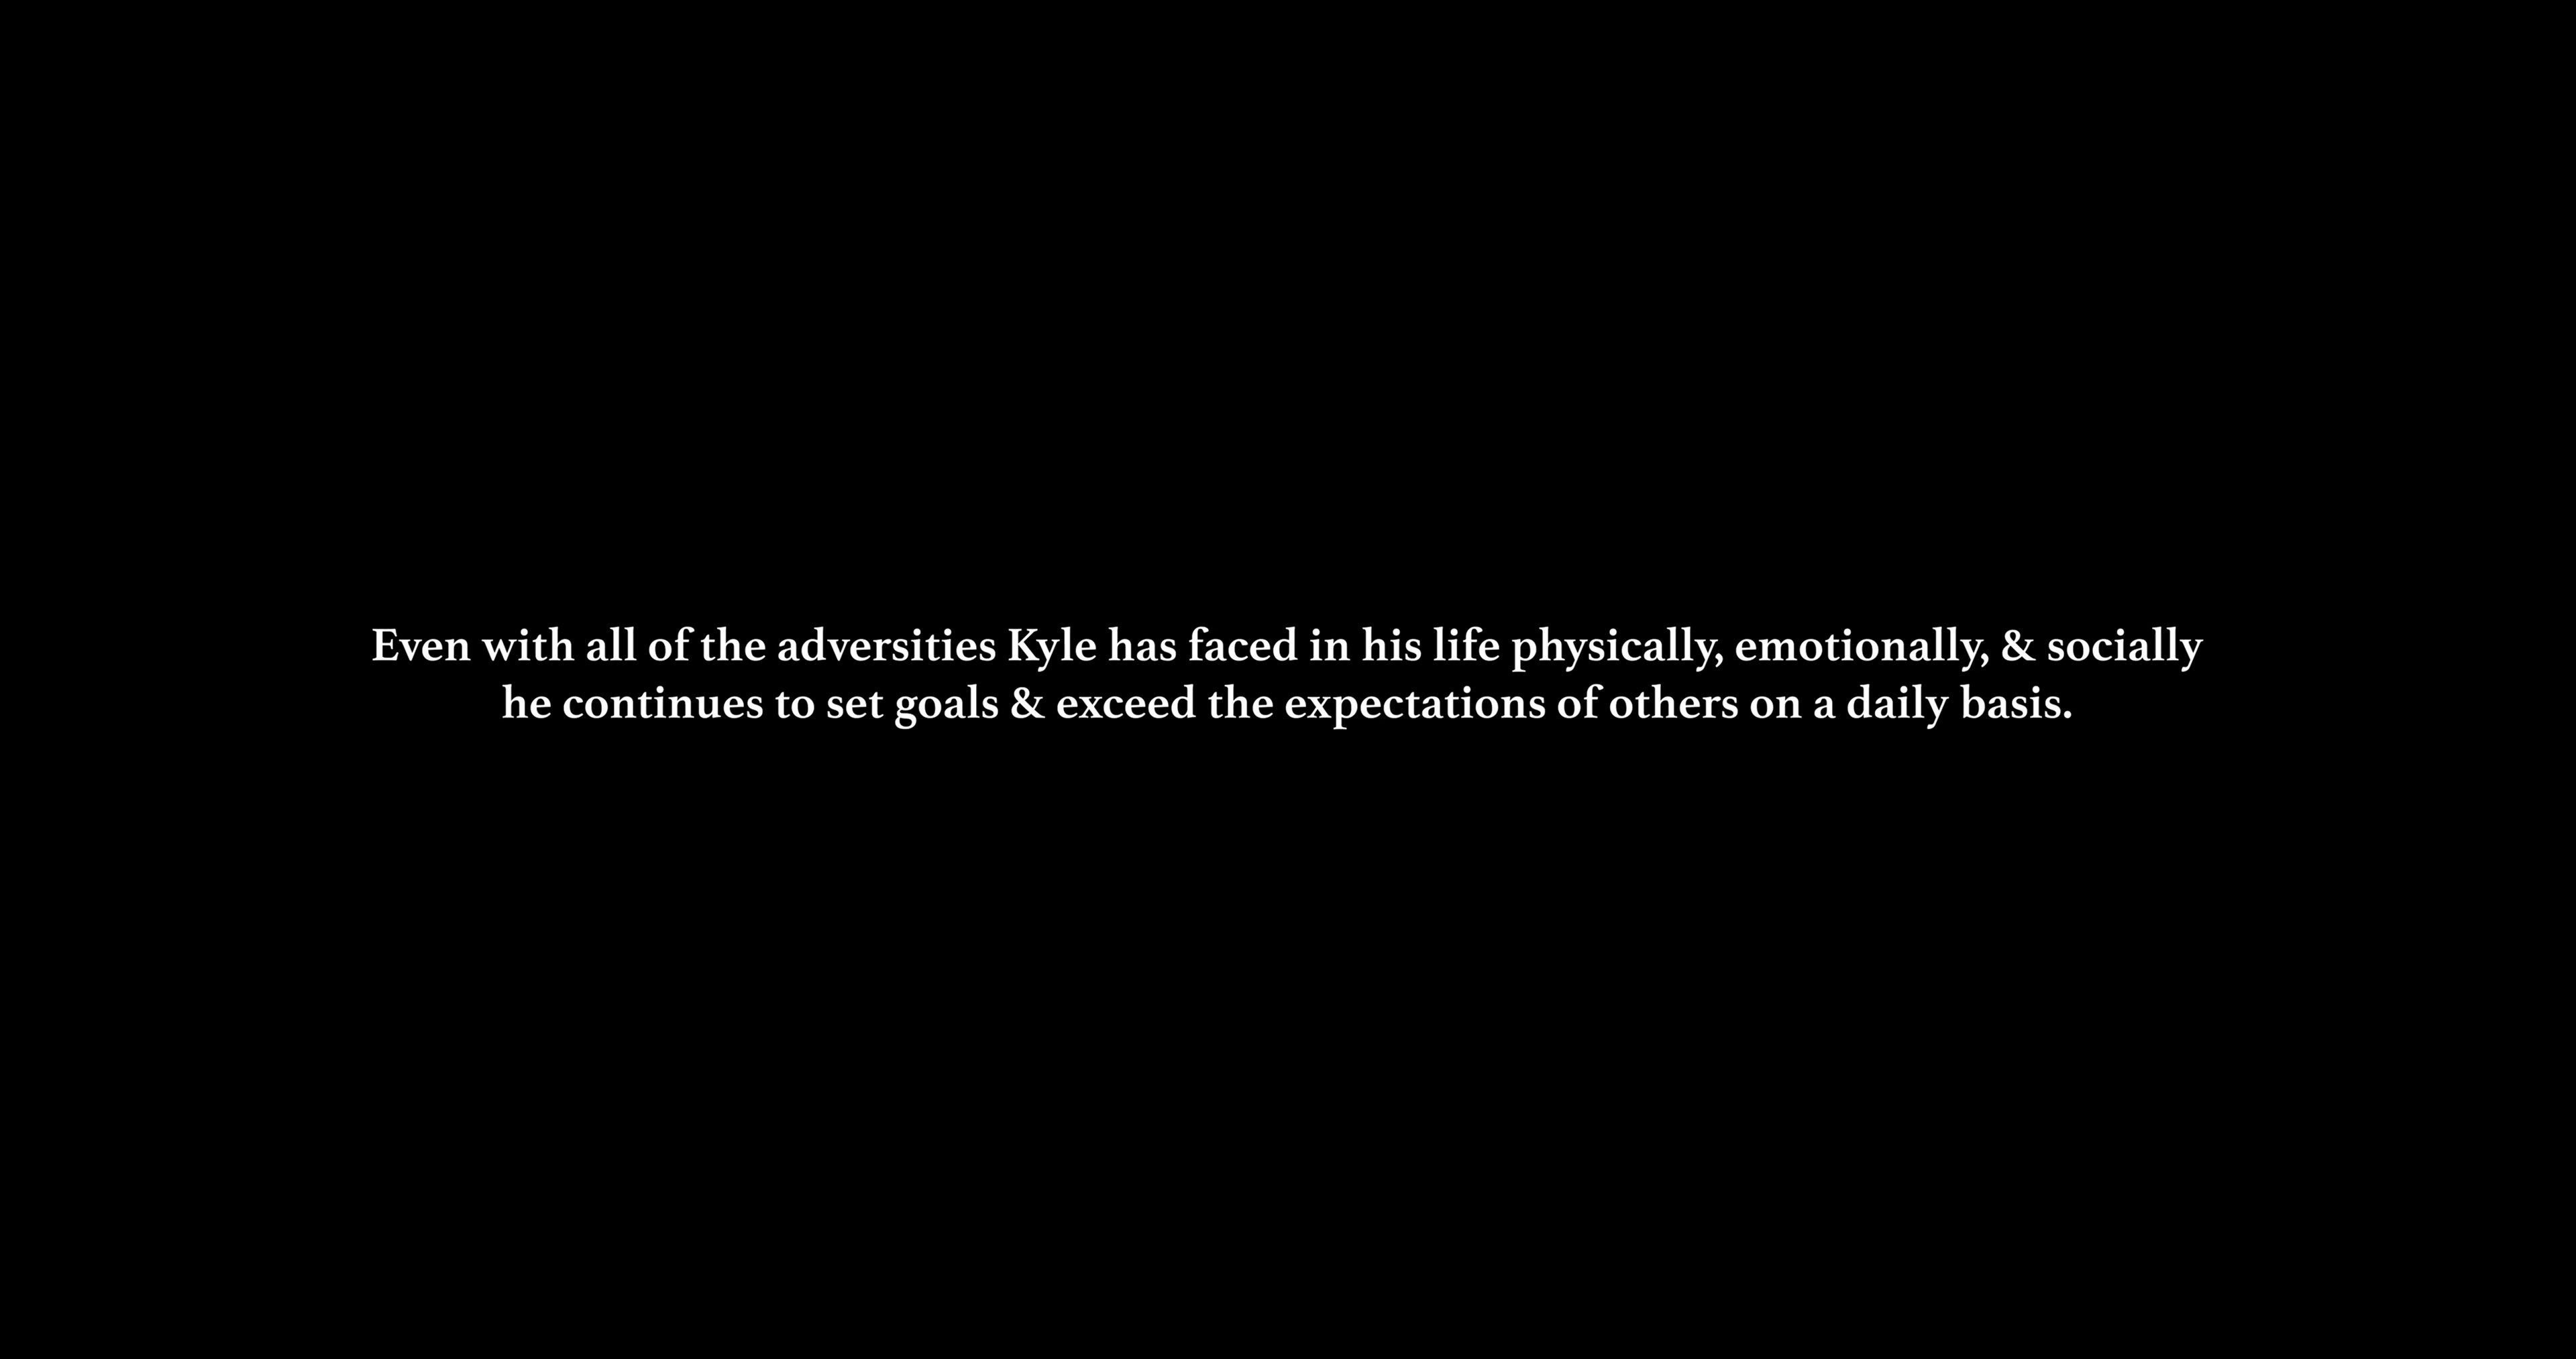 Even with all of the adversities Kyle has faced in his life physically, emotionally, & socially
he continues to set goals & exceed the expectations of others on a daily basis.